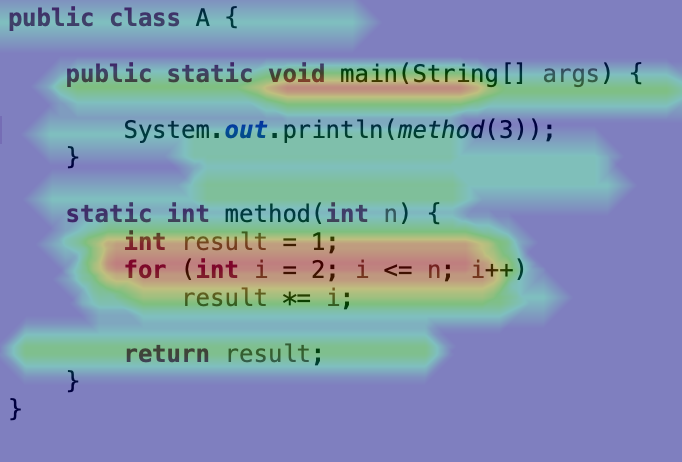 public class A {
public static void main(String[] args) {
System.out.println(method(3));
}
static int method(int n) {
int result = 1;
for (int i = 2; i <= n; i++)
result *= i;
return result;
}
}